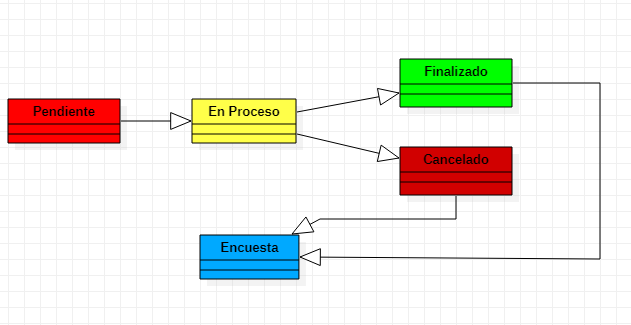 Finalizado
Pendiente
En Proceso
Cancelado
Encuesta